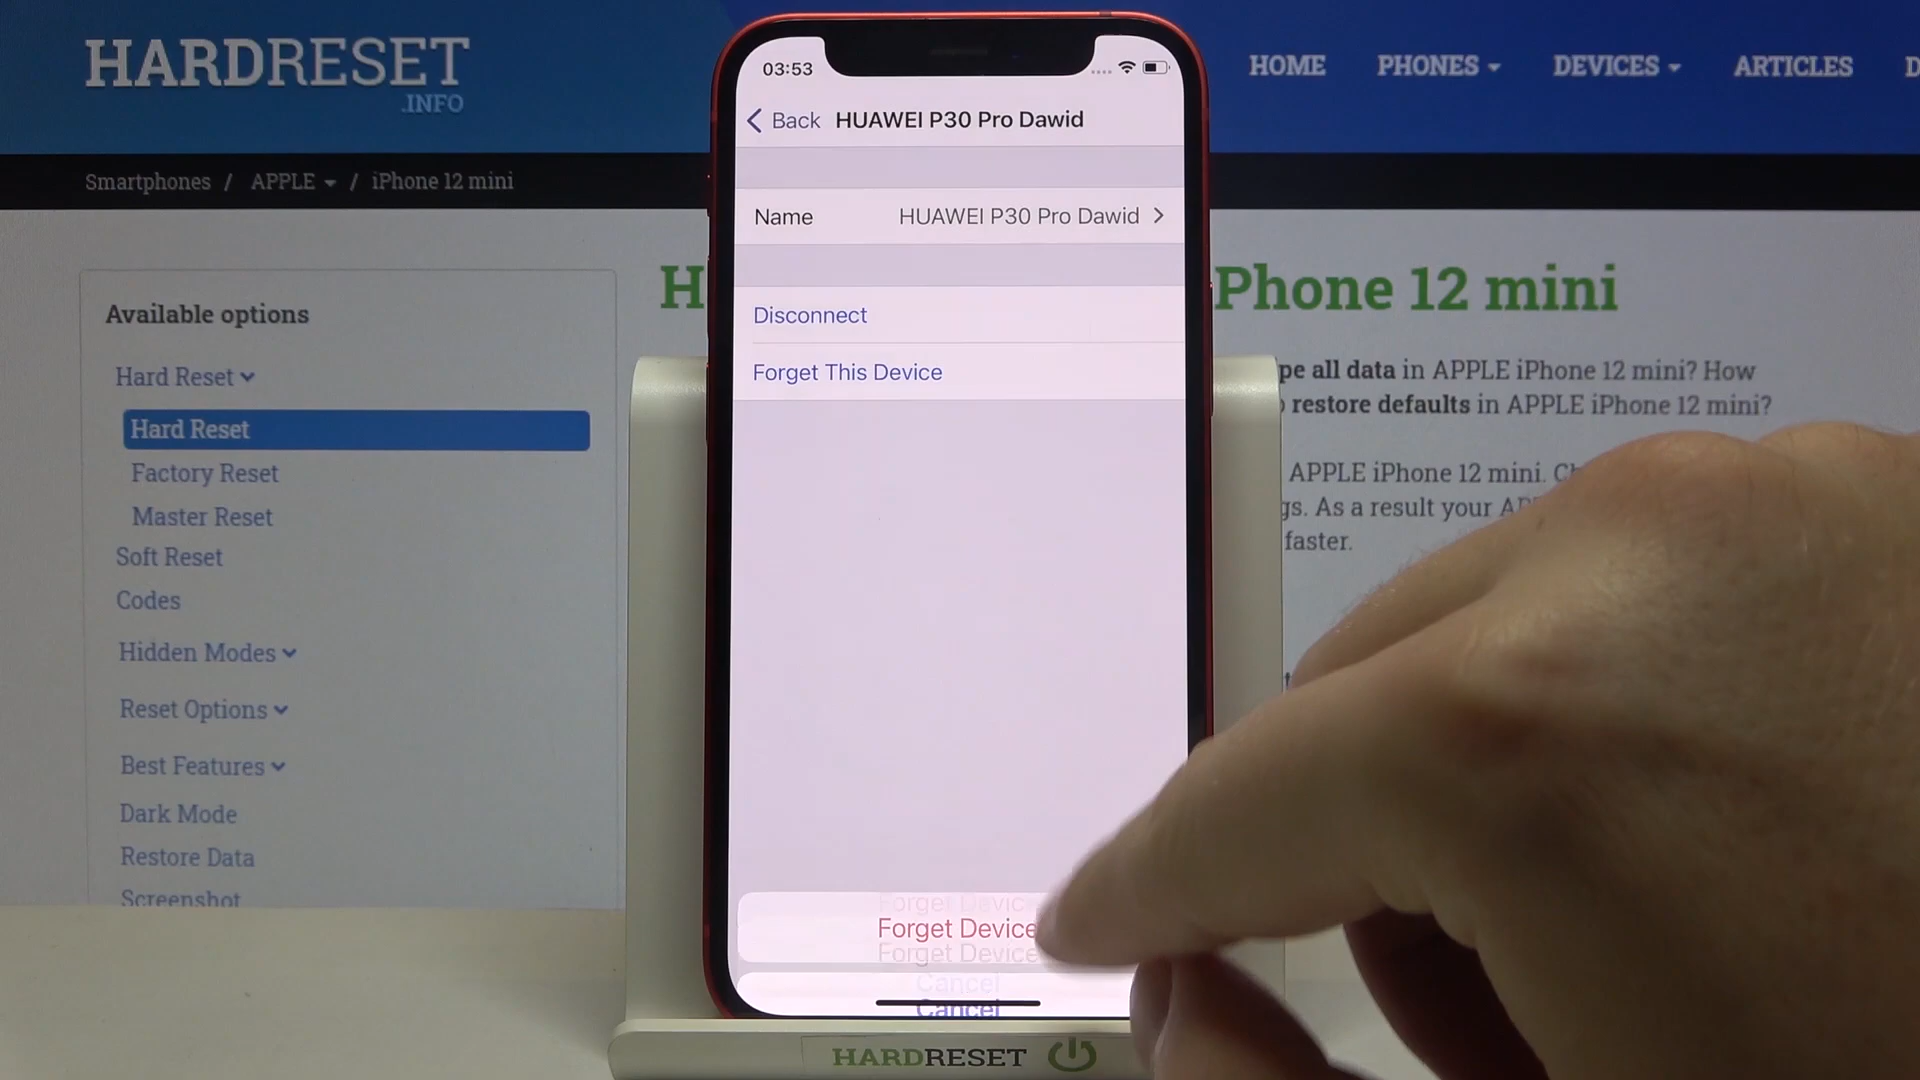 HARDRESET
.INFO
HOME PHONES DEVICES ARTICLES D
Smartphones / APPLE / iPhone 12 mini
Available options
Hard Reset
Hard Reset
Factory Reset
Master Reset
Soft Reset
Codes
Hidden Modes
Reset Options
Best Features
Dark Mode
Restore Data
Screenshot
03:53
Back HUAWEI P30 Pro Dawid
Name HUAWEI P30 Pro Dawid
Disconnect
Forget This Device
Forget Device
Cancel
H Phone 12 mini
pe all data in APPLE iPhone 12 mini? How
restore defaults in APPLE iPhone 12 mini?
APPLE iPhone 12 mini.
gs. As a result your
faster.
HARDRESET